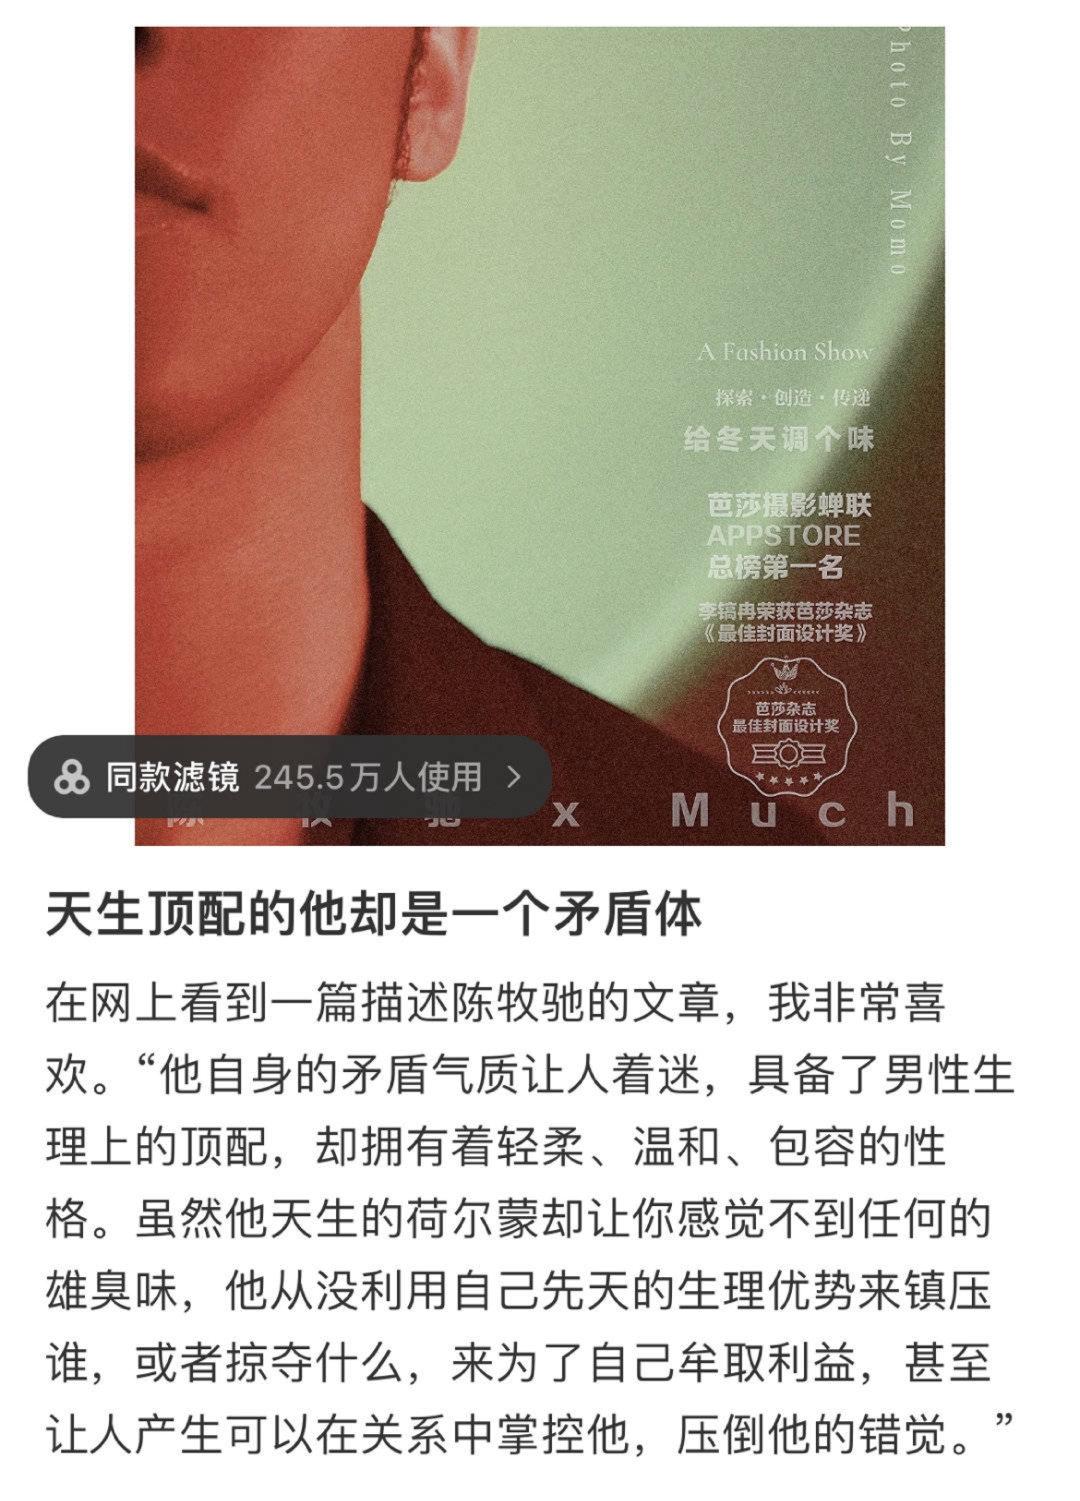 Photo By Momo
A Fashion Show
探索·创造·传递
给冬天调个味
芭莎摄影蝉联
APPSTORE
总榜第一名
李镐冉荣获芭莎杂志
《最佳封面设计奖》
芭莎杂志
最佳封面设计奖
同款滤镜 245.5万人使用 >
陈牧驰 x Much
天生顶配的他却是一个矛盾体
在网上看到一篇描述陈牧驰的文章，我非常喜
欢。“他自身的矛盾气质让人着迷，具备了男性生
理上的顶配，却拥有着轻柔、温和、包容的性
格。虽然他天生的荷尔蒙却让你感觉不到任何的
雄臭味，他从没利用自己先天的生理优势来镇压
谁，或者掠夺什么，来为了自己牟取利益，甚至
让人产生可以在关系中掌控他，压倒他的错觉。”